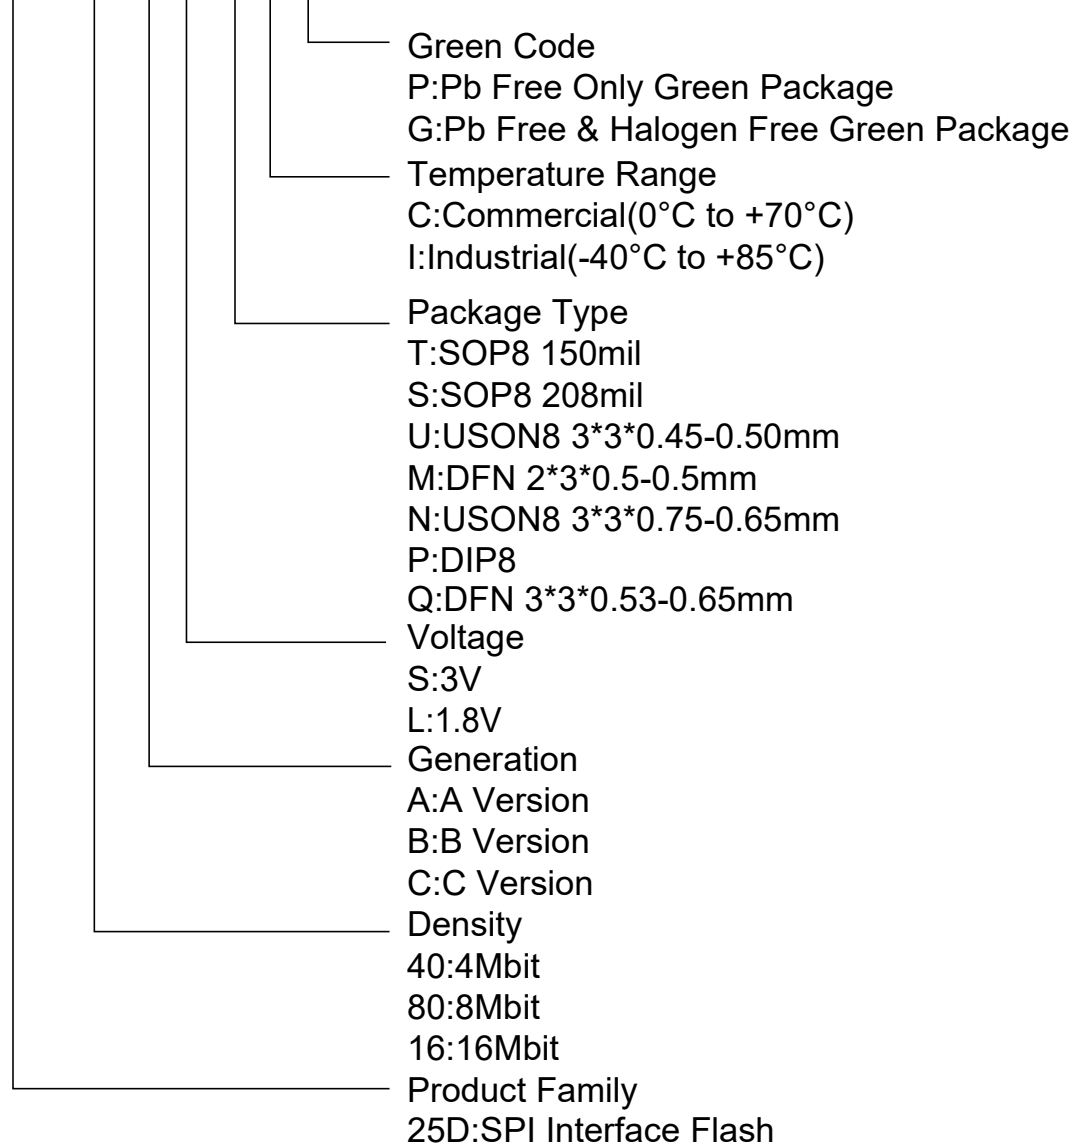 Green Code
P:Pb Free Only Green Package
G:Pb Free & Halogen Free Green Package
Temperature Range
C:Commercial(0°C to +70°C)
I:Industrial(-40°C to +85°C)
Package Type
T:SOP8 150mil
S:SOP8 208mil
U:USON8 3*3*0.45-0.50mm
M:DFN 2*3*0.5-0.5mm
N:USON8 3*3*0.75-0.65mm
P:DIP8
Q:DFN 3*3*0.53-0.65mm
Voltage
S:3V
L:1.8V
Generation
A:A Version
B:B Version
C:C Version
Density
40:4Mbit
80:8Mbit
16:16Mbit
Product Family
25D:SPI Interface Flash